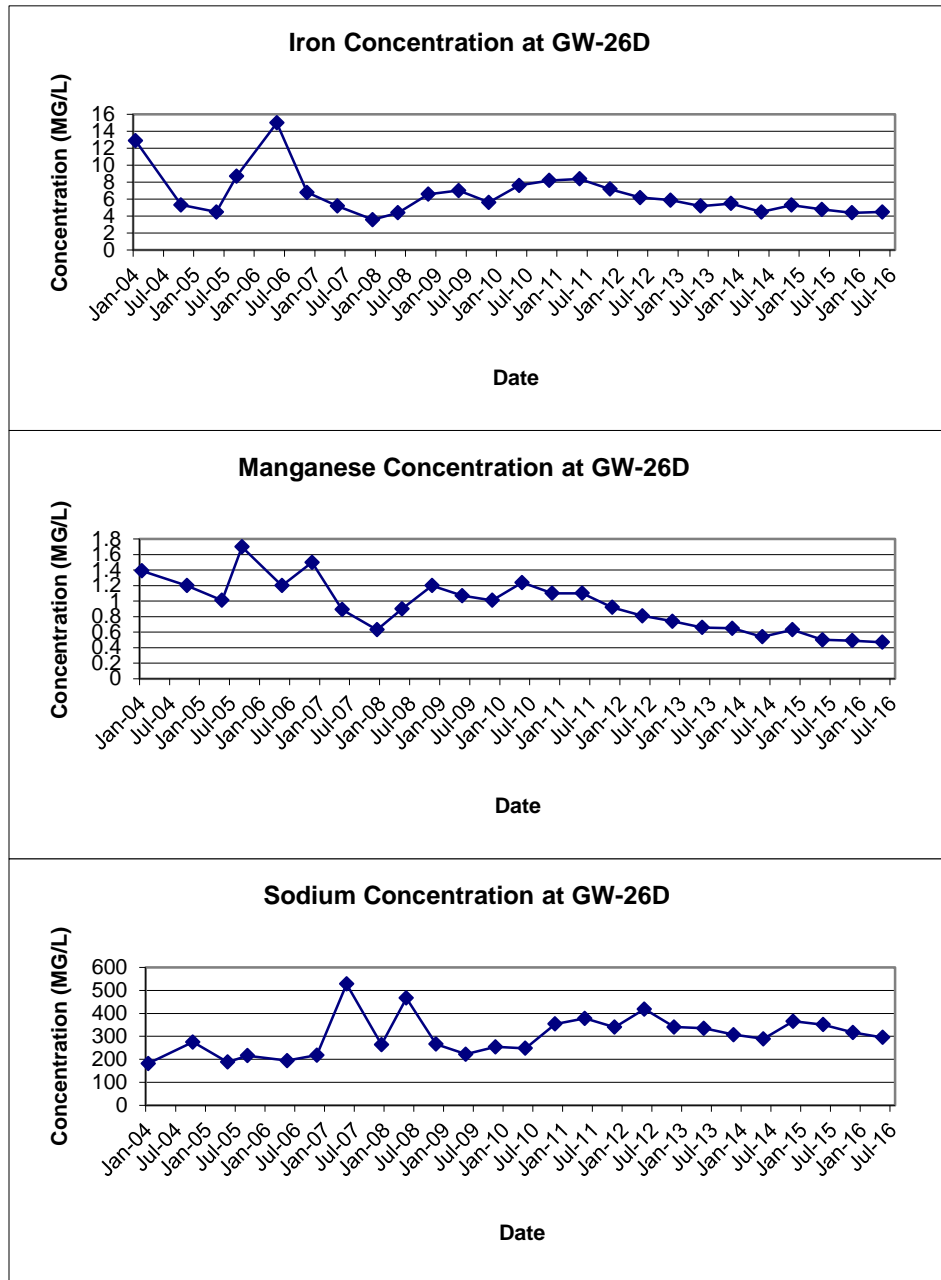 Iron Concentration at GW-26D
Concentration (MG/L)
16
14
12
10
8
6
4
2
0
Jan-04 Jul-04 Jan-05 Jul-05 Jan-06 Jul-06 Jan-07 Jul-07 Jan-08 Jul-08 Jan-09 Jul-09 Jan-10 Jul-10 Jan-11 Jul-11 Jan-12 Jul-12 Jan-13 Jul-13 Jan-14 Jul-14 Jan-15 Jul-15 Jan-16 Jul-16
Date
Manganese Concentration at GW-26D
Concentration (MG/L)
1.8
1.6
1.4
1.2
1
0.8
0.6
0.4
0.2
0
Jan-04 Jul-04 Jan-05 Jul-05 Jan-06 Jul-06 Jan-07 Jul-07 Jan-08 Jul-08 Jan-09 Jul-09 Jan-10 Jul-10 Jan-11 Jul-11 Jan-12 Jul-12 Jan-13 Jul-13 Jan-14 Jul-14 Jan-15 Jul-15 Jan-16 Jul-16
Date
Sodium Concentration at GW-26D
Concentration (MG/L)
600
500
400
300
200
100
0
Jan-04 Jul-04 Jan-05 Jul-05 Jan-06 Jul-06 Jan-07 Jul-07 Jan-08 Jul-08 Jan-09 Jul-09 Jan-10 Jul-10 Jan-11 Jul-11 Jan-12 Jul-12 Jan-13 Jul-13 Jan-14 Jul-14 Jan-15 Jul-15 Jan-16 Jul-16
Date